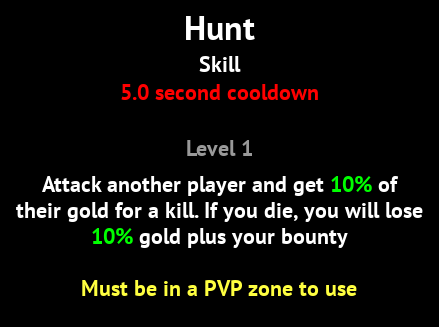 Hunt
Skill
5.0 second cooldown
Level 1
Attack another player and get 10% of
their gold for a kill. If you die, you will lose
10% gold plus your bounty
Must be in a PVP zone to use